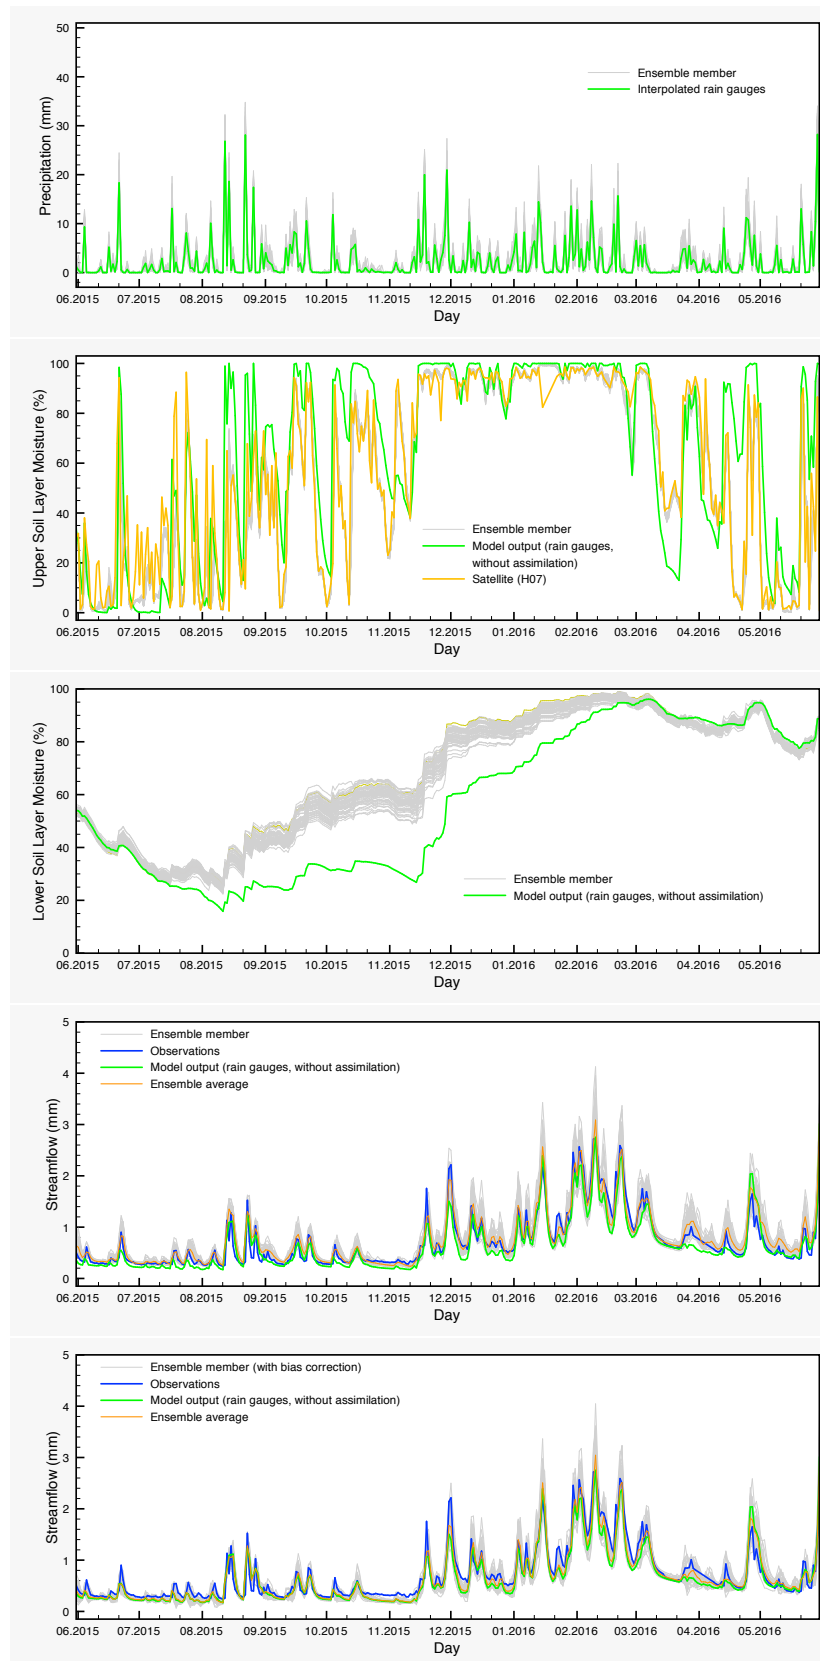 50
40
30
20
10
0
Precipitation (mm)
Ensemble member
Interpolated rain gauges
06.2015 07.2015 08.2015 09.2015 10.2015 11.2015 12.2015 01.2016 02.2016 03.2016 04.2016 05.2016
Day
100
80
60
40
20
0
Upper Soil Layer Moisture (%)
Ensemble member
Model output (rain gauges,
without assimilation)
Satellite (H07)
06.2015 07.2015 08.2015 09.2015 10.2015 11.2015 12.2015 01.2016 02.2016 03.2016 04.2016 05.2016
Day
100
80
60
40
20
0
Lower Soil Layer Moisture (%)
Ensemble member
Model output (rain gauges, without assimilation)
06.2015 07.2015 08.2015 09.2015 10.2015 11.2015 12.2015 01.2016 02.2016 03.2016 04.2016 05.2016
Day
5
4
3
2
1
0
Streamflow (mm)
Ensemble member
Observations
Model output (rain gauges, without assimilation)
Ensemble average
06.2015 07.2015 08.2015 09.2015 10.2015 11.2015 12.2015 01.2016 02.2016 03.2016 04.2016 05.2016
Day
5
4
3
2
1
0
Streamflow (mm)
Ensemble member (with bias correction)
Observations
Model output (rain gauges, without assimilation)
Ensemble average
06.2015 07.2015 08.2015 09.2015 10.2015 11.2015 12.2015 01.2016 02.2016 03.2016 04.2016 05.2016
Day